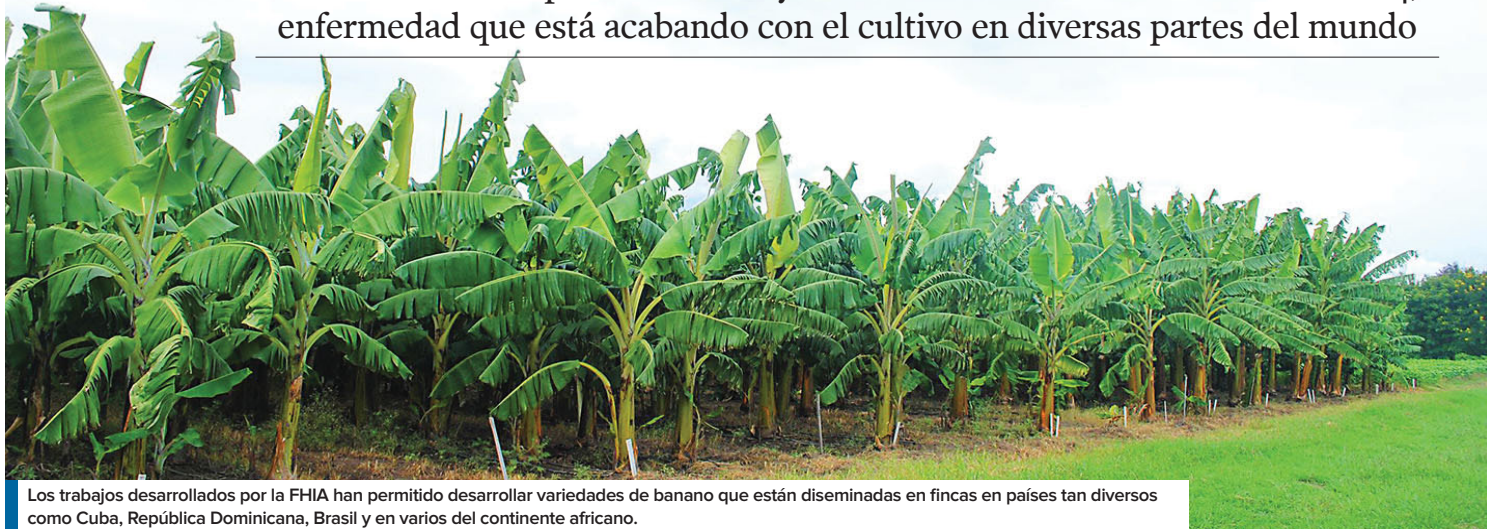 enfermedad que está acabando con el cultivo en diversas partes del mundo
Los trabajos desarrollados por la FHIA han permitido desarrollar variedades de banano que están diseminadas en fincas en países tan diversos
como Cuba, República Dominicana, Brasil y en varios del continente africano.